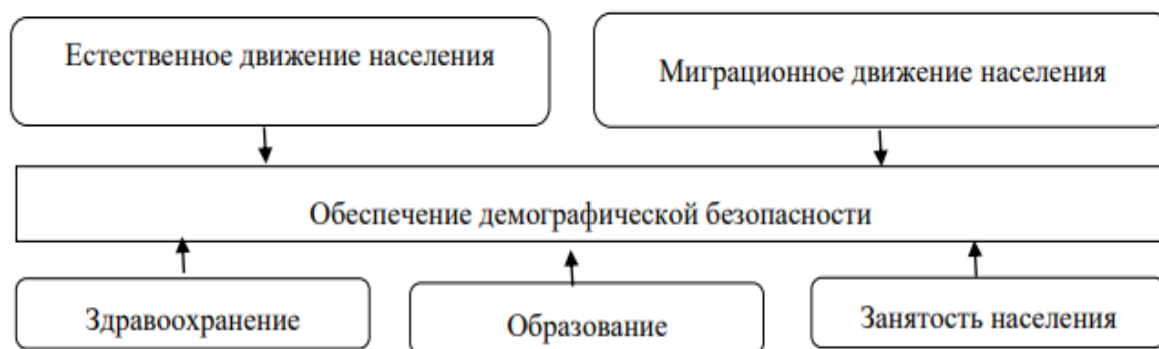 Естественное движение населения
Миграционное движение населения
Обеспечение демографической безопасности
Здравоохранение
Образование
Занятость населения